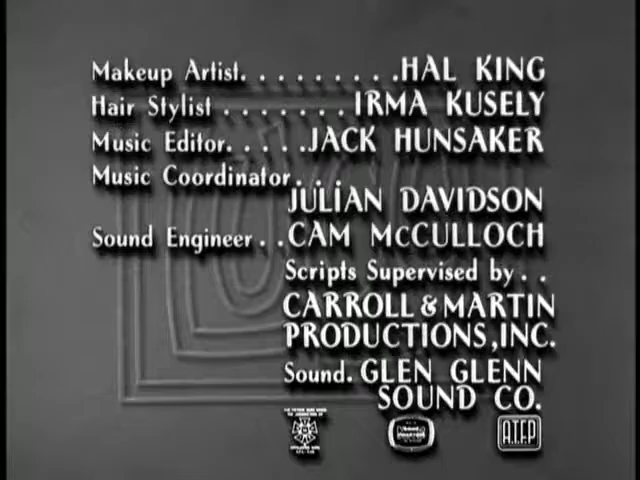 Makeup Artist. . . . . . . . .HAL KING
Hair Stylist . . . . . . .IRMA KUSELY
Music Editor. . . . .JACK HUNSAKER
Music Coordinator. . .
JULIAN DAVIDSON
Sound Engineer . .CAM McCULLOCH
Scripts Supervised by. . .
CARROLL & MARTIN
PRODUCTIONS, INC.
Sound. GLEN GLENN
SOUND CO.
A.T.F.P